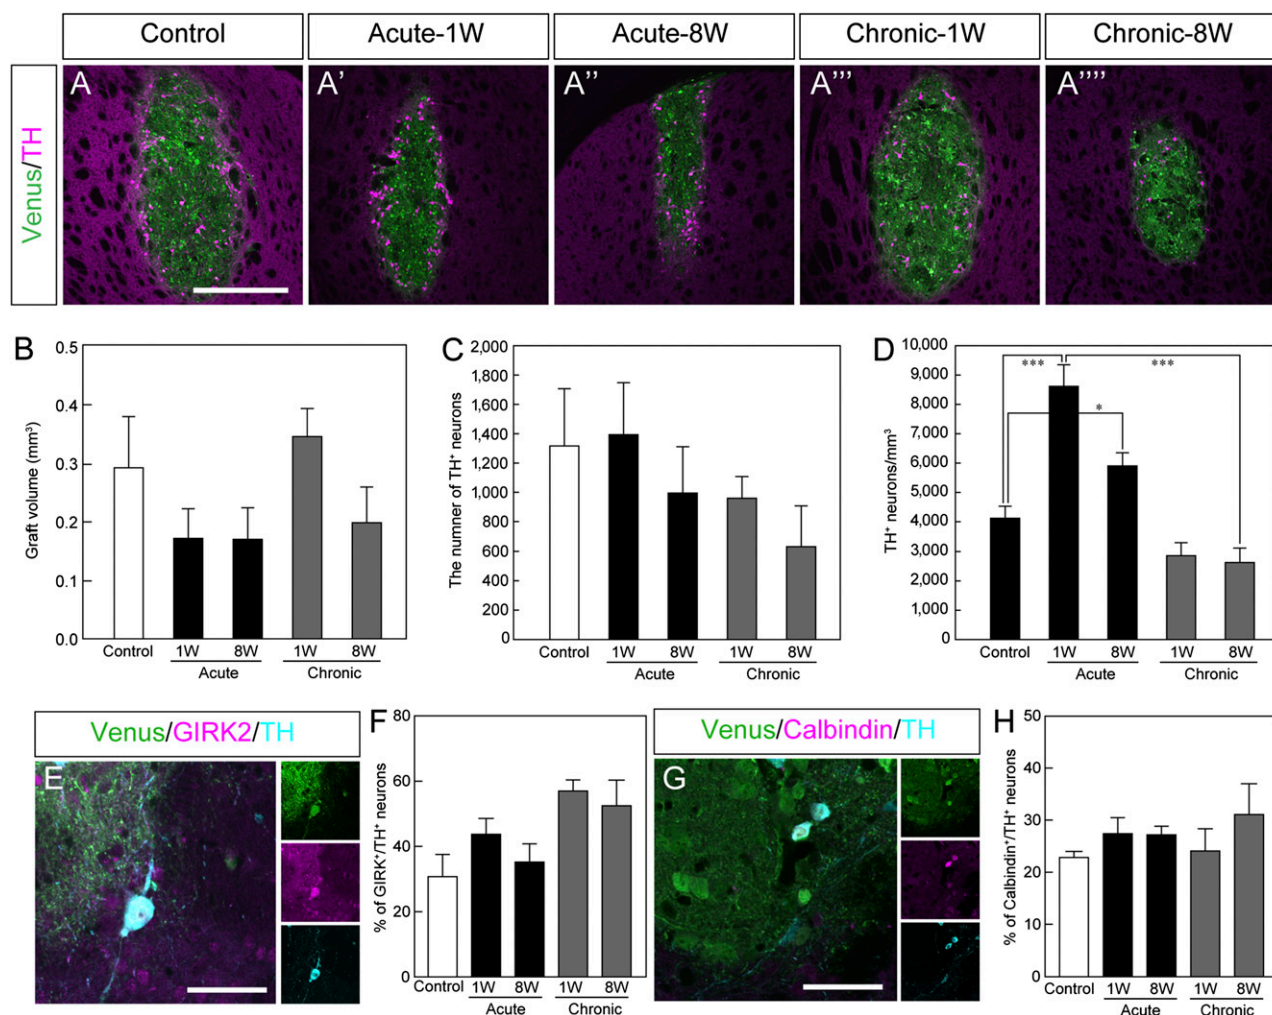 Control Acute-1W Acute-8W Chronic-1W Chronic-8W
Venus/TH
A A' A'' A''' A''''
B
Graft volume (mm³)
0.5
0.4
0.3
0.2
0.1
0.0
Control 1W 8W 1W 8W
Acute Chronic
C
The numner of TH⁺ neurons
2,000
1,800
1,600
1,400
1,200
1,000
800
600
400
200
0
Control 1W 8W 1W 8W
Acute Chronic
D
TH⁺ neurons/mm³
10,000
9,000
8,000
7,000
6,000
5,000
4,000
3,000
2,000
1,000
0
*** ***
*
Control 1W 8W 1W 8W
Acute Chronic
Venus/GIRK2/TH
E
F
% of GIRK⁺/TH⁺ neurons
80
60
40
20
0
Control 1W 8W 1W 8W
Acute Chronic
Venus/Calbindin/TH
G
H
% of Calbindin⁺/TH⁺ neurons
50
40
30
20
10
0
Control 1W 8W 1W 8W
Acute Chronic